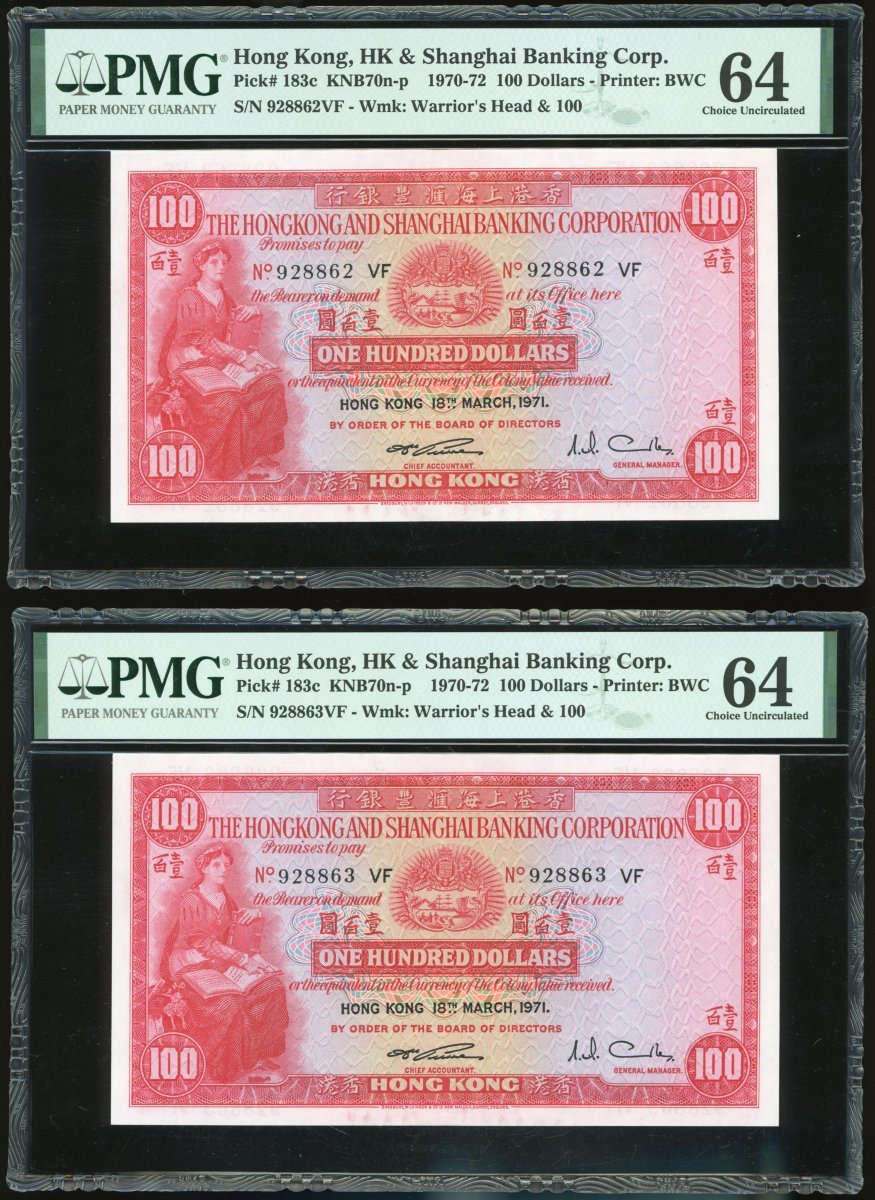 PMG®
PAPER MONEY GUARANTY
Hong Kong, HK & Shanghai Banking Corp.
Pick# 183c KNB70n-p 1970-72 100 Dollars - Printer: BWC
S/N 928862VF - Wmk: Warrior's Head & 100
64
Choice Uncirculated
行銀豐滙海上港香
100 100
THE HONGKONG AND SHANGHAI BANKING CORPORATION
Promises to pay
百壹 百壹
Nº 928862 VF Nº 928862 VF
the Bearer on demand at its Office here
圓百壹 圓百壹
ONE HUNDRED DOLLARS
or the equivalent in the Currency of the Colony, Value received.
HONG KONG 18TH MARCH, 1971.
百壹
BY ORDER OF THE BOARD OF DIRECTORS
CHIEF ACCOUNTANT. GENERAL MANAGER.
100 100
港 HONG KONG 港香
PMG®
PAPER MONEY GUARANTY
Hong Kong, HK & Shanghai Banking Corp.
Pick# 183c KNB70n-p 1970-72 100 Dollars - Printer: BWC
S/N 928863VF - Wmk: Warrior's Head & 100
64
Choice Uncirculated
行銀豐滙海上港香
100 100
THE HONGKONG AND SHANGHAI BANKING CORPORATION
Promises to pay
百壹 百壹
Nº 928863 VF Nº 928863 VF
the Bearer on demand at its Office here
圓百壹 圓百壹
ONE HUNDRED DOLLARS
or the equivalent in the Currency of the Colony, Value received.
HONG KONG 18TH MARCH, 1971.
百壹
BY ORDER OF THE BOARD OF DIRECTORS
CHIEF ACCOUNTANT. GENERAL MANAGER.
100 100
港 HONG KONG 港香